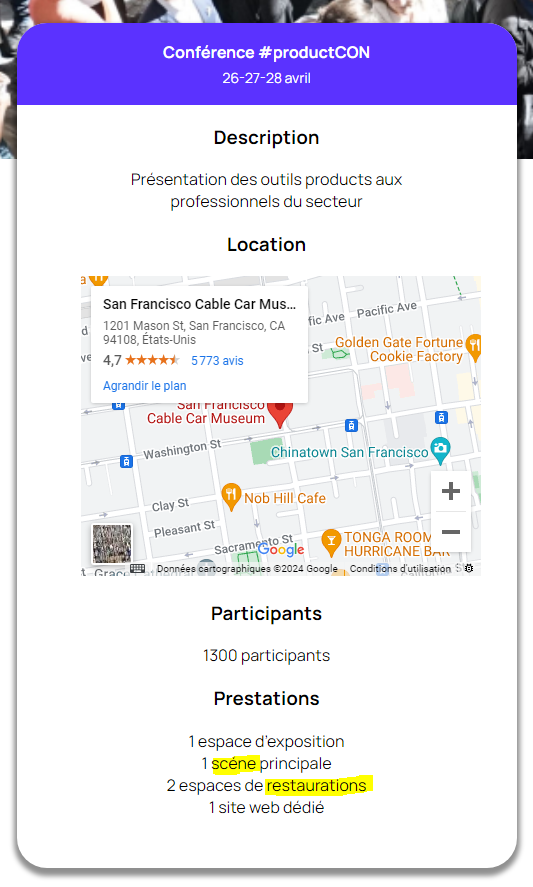 Conférence #productCON
26-27-28 avril
Description
Présentation des outils products aux
professionnels du secteur
Location
San Francisco Cable Car Mus...
1201 Mason St, San Francisco, CA
94108, États-Unis
4,7 5 773 avis
Agrandir le plan
Pacific Ave
Pacific Ave
Golden Gate Fortune
Cookie Factory
San Francisco
Cable Car Museum
Washington St
Chinatown San Francisco
Clay St
Nob Hill Cafe
Pleasant St
Sacramento St
TONGA ROOM
HURRICANE BAR
Google
Données cartographiques ©2024 Google
Conditions d'utilisation
Participants
1300 participants
Prestations
1 espace d'exposition
1 scéne principale
2 espaces de restaurations
1 site web dédié